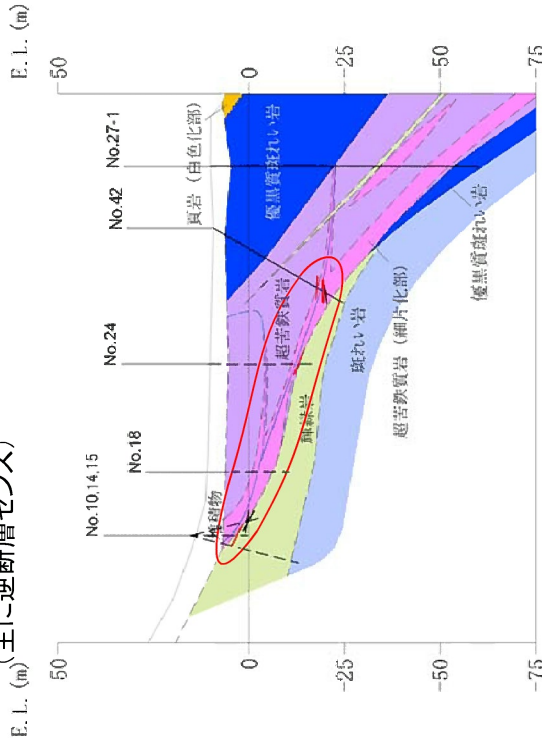 (主に逆断層センス)
E.L. (m)
E.L. (m)
50
0
-25
-50
-75
50
0
-25
-50
-75
No.10,14,15
No.18
No.24
No.42
No.27-1
頁岩 (白色化部)
優黒質斑れい岩
超苦鉄質岩
輝緑岩
斑れい岩
超苦鉄質岩 (細片化部)
優黒質斑れい岩